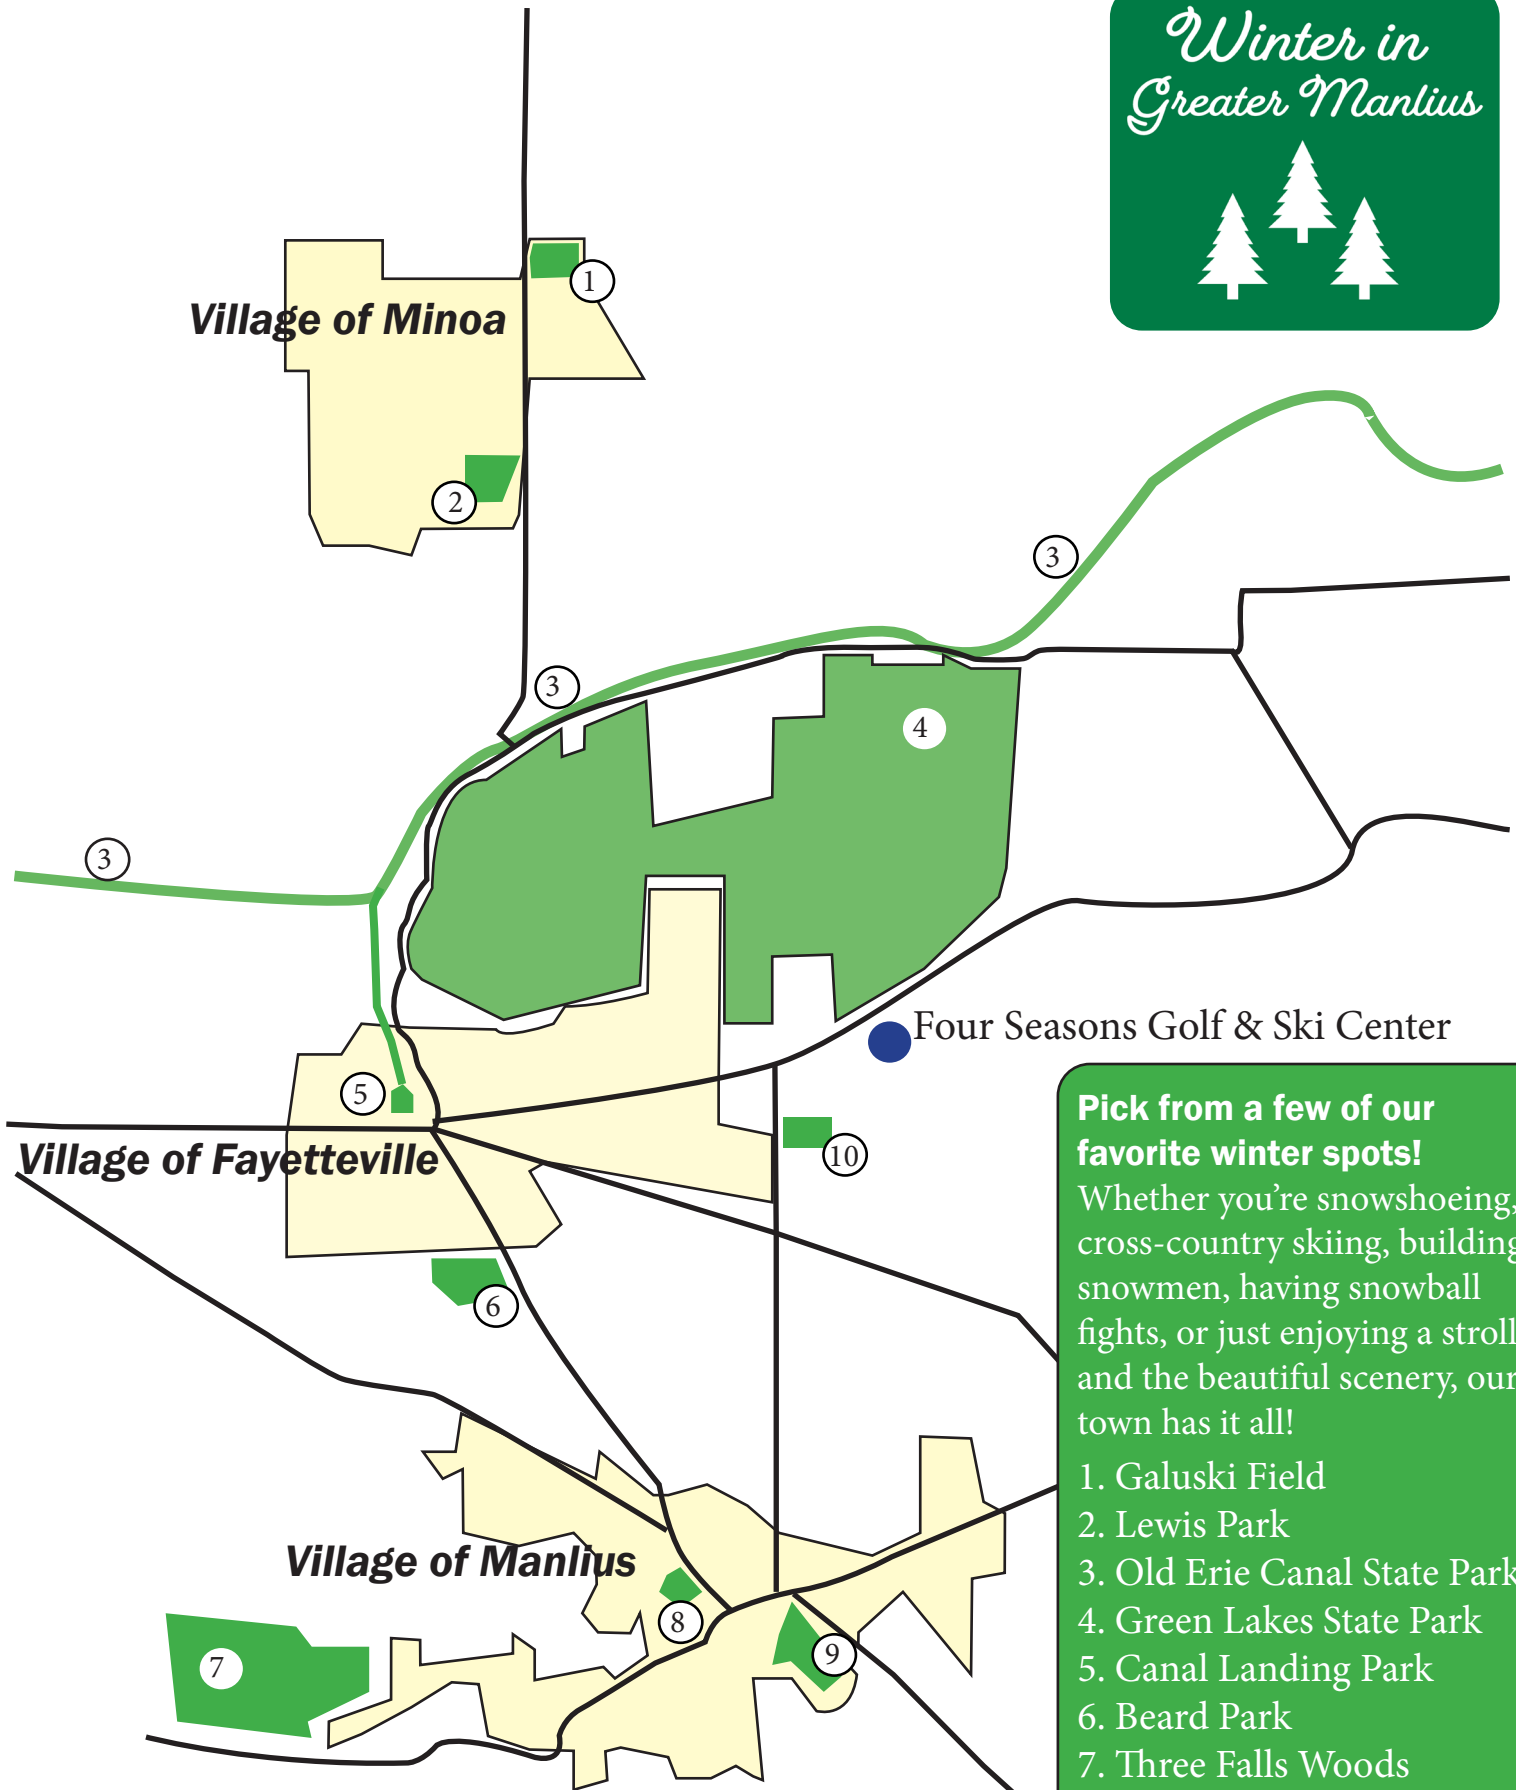 Winter in
Greater Manlius
1
Village of Minoa
2
3
3
4
3
Four Seasons Golf & Ski Center
5
Village of Fayetteville
10
6
Village of Manlius
8
9
7
Pick from a few of our
favorite winter spots!
Whether you’re snowshoeing,
cross-country skiing, building
snowmen, having snowball
fights, or just enjoying a stroll
and the beautiful scenery, our
town has it all!
1. Galuski Field
2. Lewis Park
3. Old Erie Canal State Park
4. Green Lakes State Park
5. Canal Landing Park
6. Beard Park
7. Three Falls Woods